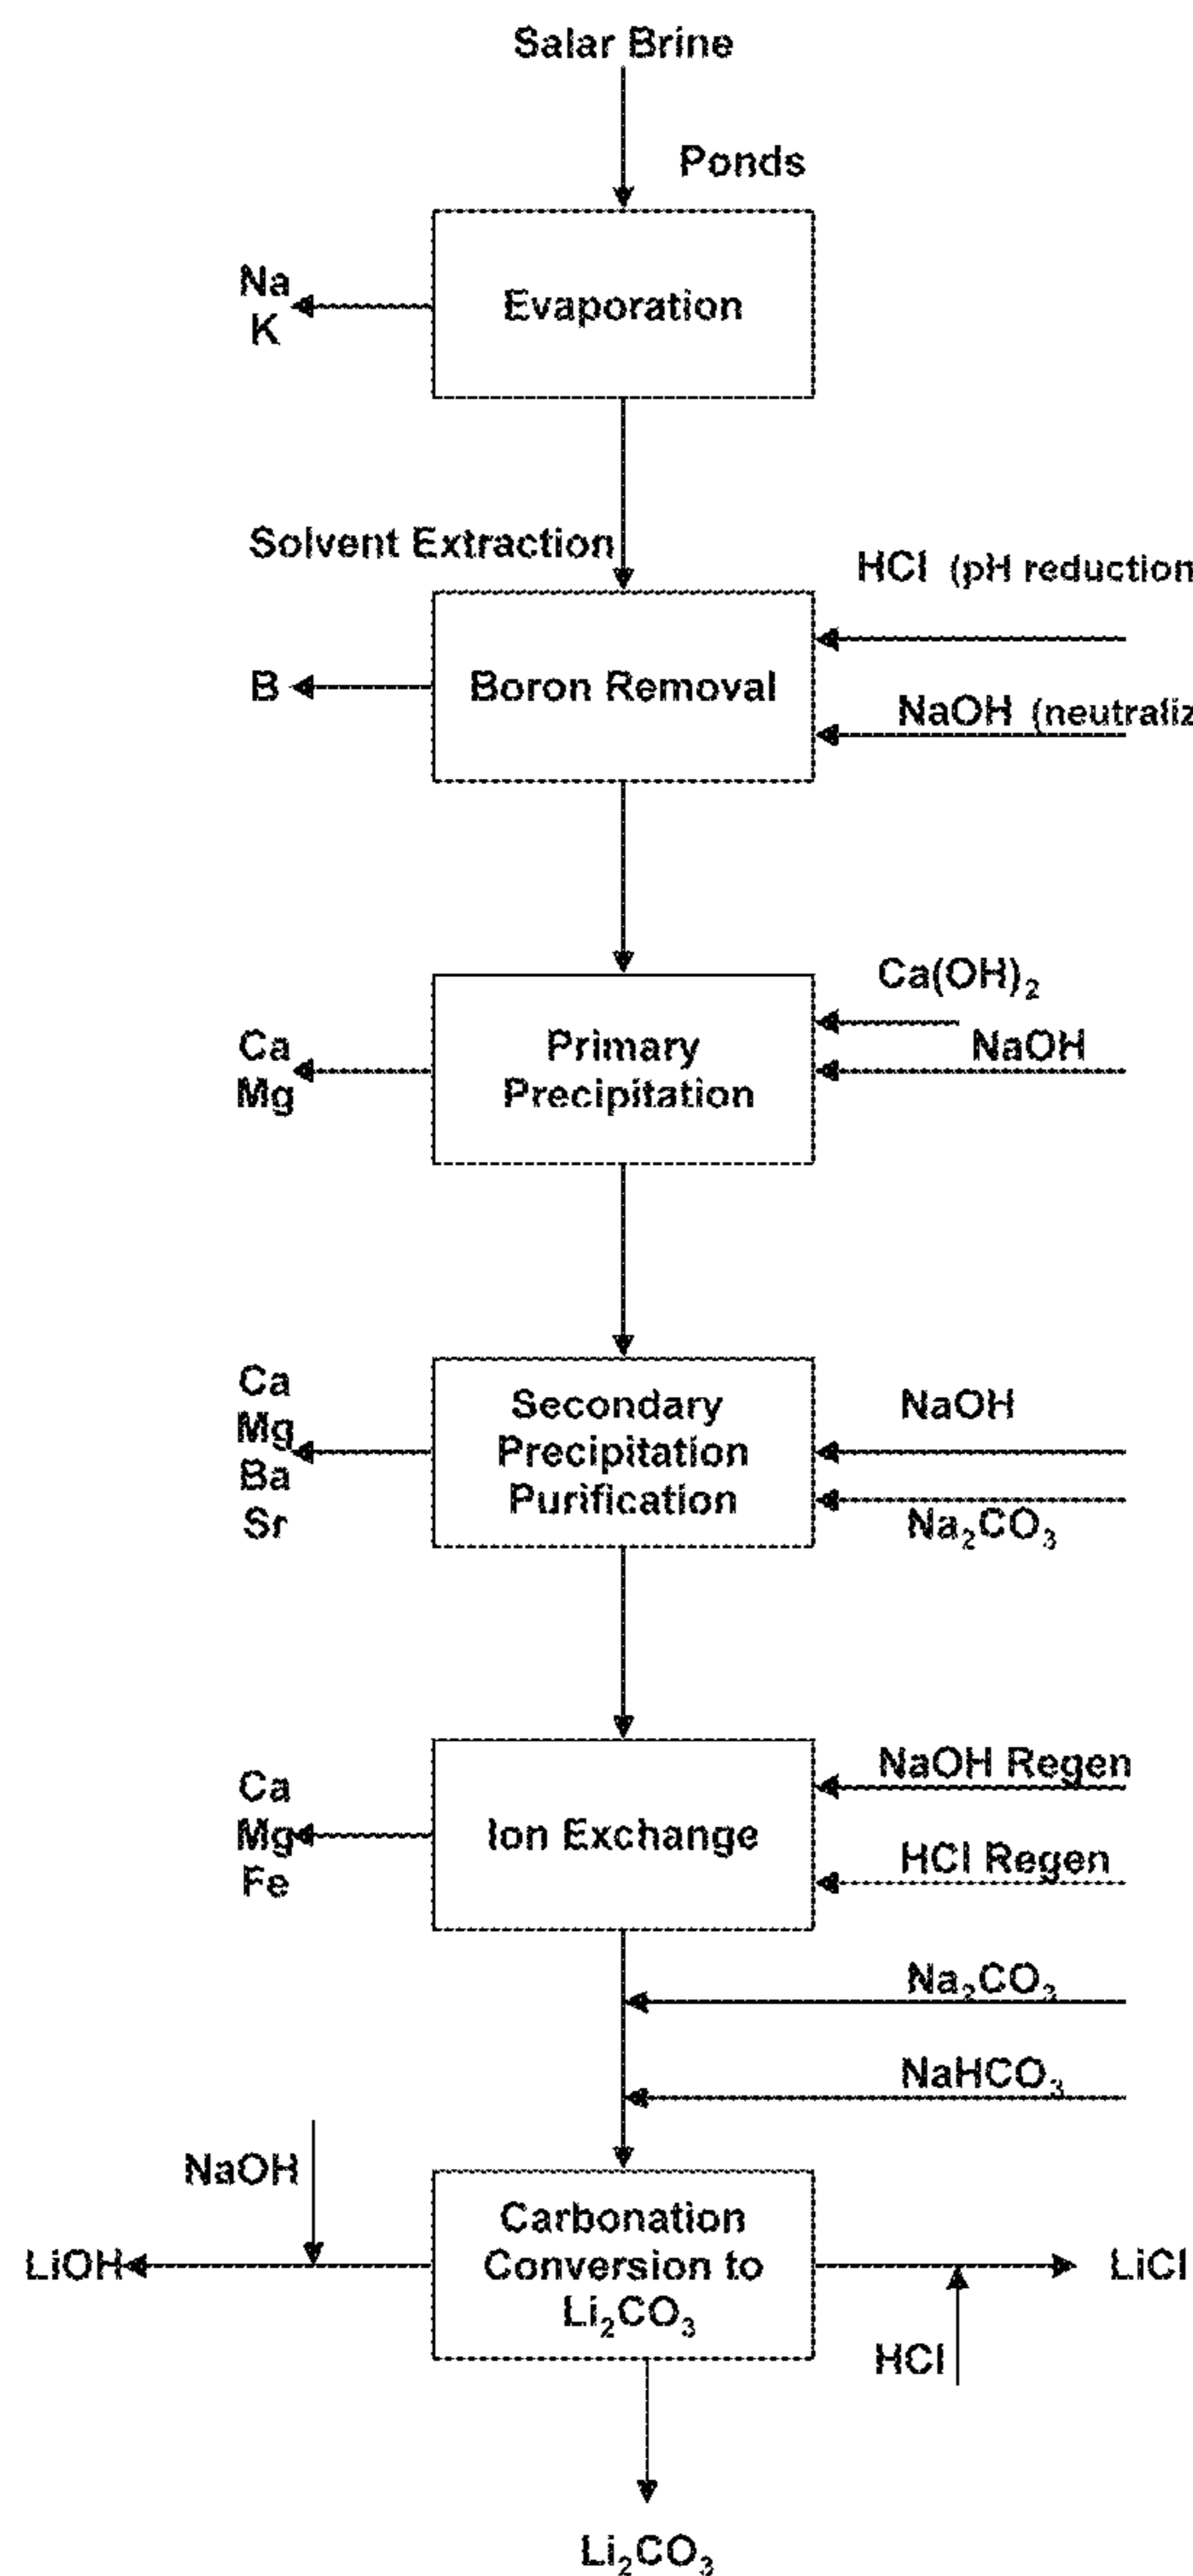 Salar Brine
Ponds
Na
K
Evaporation
Solvent Extraction
HCl (pH reduction
B
Boron Removal
NaOH (neutraliz
Ca(OH)₂
NaOH
Ca
Mg
Primary
Precipitation
Ca
Mg
Ba
Sr
Secondary
Precipitation
Purification
NaOH
Na₂CO₃
Ca
Mg
Fe
Ion Exchange
NaOH Regen
HCl Regen
Na₂CO₃
NaHCO₃
NaOH
LiOH
Carbonation
Conversion to
Li₂CO₃
LiCl
HCl
Li₂CO₃